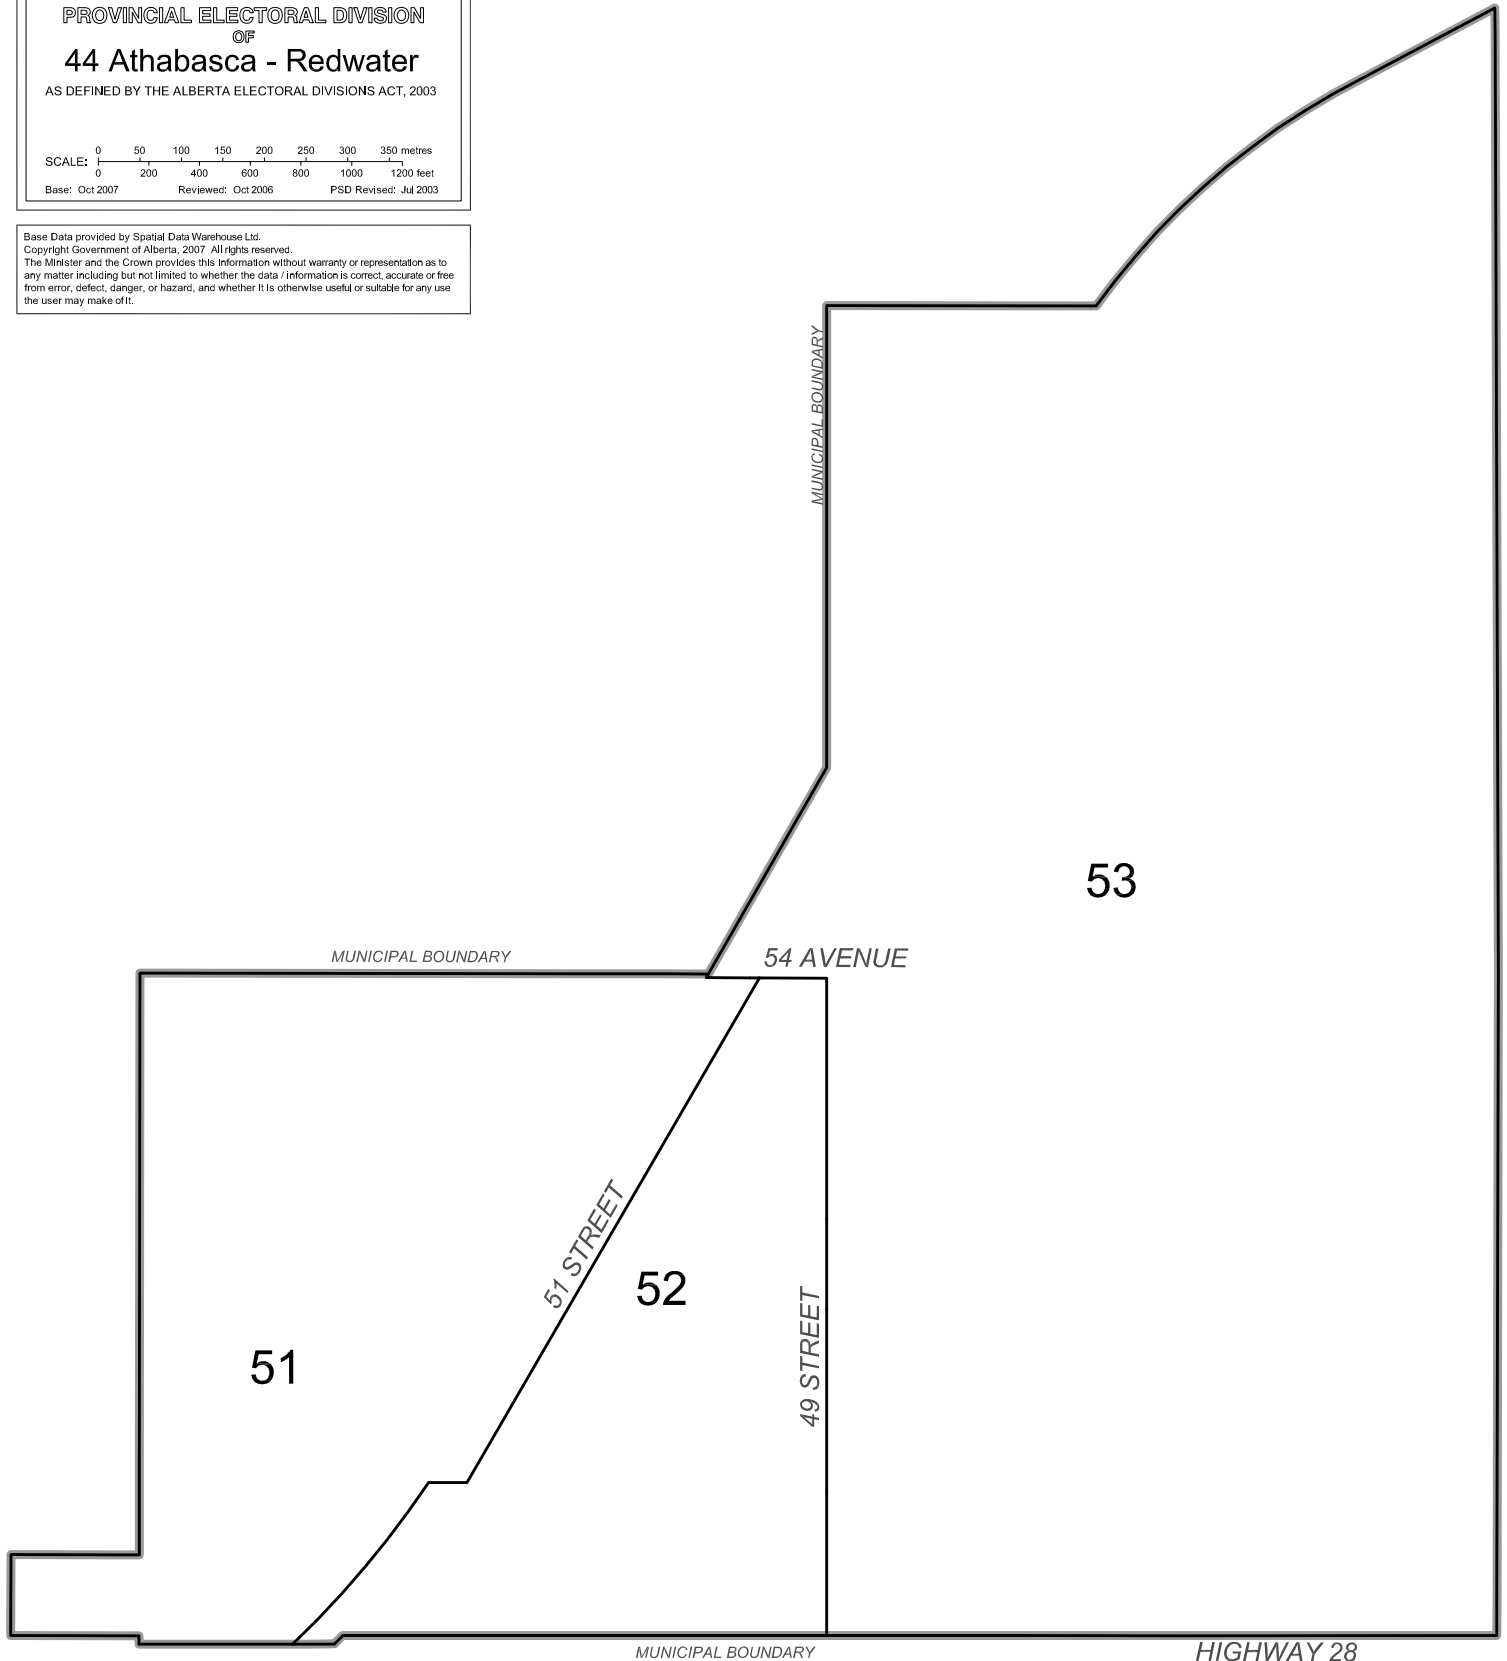 PROVINCIAL ELECTORAL DIVISION
OF
44 Athabasca - Redwater
AS DEFINED BY THE ALBERTA ELECTORAL DIVISIONS ACT, 2003
0 50 100 150 200 250 300 350 metres
SCALE:
0 200 400 600 800 1000 1200 feet
Base: Oct 2007 Reviewed: Oct 2006 PSD Revised: Jul 2003
Base Data provided by Spatial Data Warehouse Ltd.
Copyright Government of Alberta, 2007 All rights reserved.
The Minister and the Crown provides this information without warranty or representation as to
any matter including but not limited to whether the data / information is correct, accurate or free
from error, defect, danger, or hazard, and whether it is otherwise useful or suitable for any use
the user may make of it.
MUNICIPAL BOUNDARY
53
MUNICIPAL BOUNDARY
54 AVENUE
51 STREET
52
49 STREET
51
MUNICIPAL BOUNDARY
HIGHWAY 28